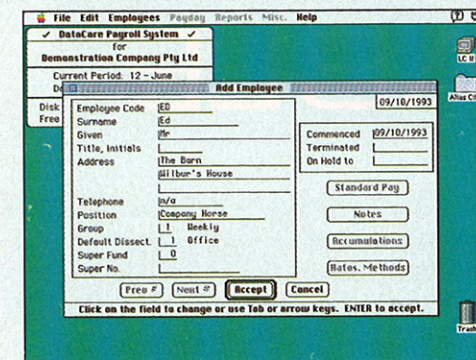 File Edit Employees Payday Reports Misc. Help
LC II
Alias
Trash
✓ DataCare Payroll System ✓
for
Demonstration Company Pty Ltd
Current Period: 12 - June
Disk
Free
Add Employee
09/10/1993
Employee Code ED
Surname Ed
Given Mr
Title, Initials
Address The Barn
Wilbur's House
Telephone n/a
Position Company Horse
Group 1 Weekly
Default Dissect. 1 Office
Super Fund 0
Super No.
Commenced 09/10/1993
Terminated
On Hold to
Standard Pay
Notes
Accumulations
Rates, Methods
Prev
Next
Accept
Cancel
Click on the field to change or use Tab or arrow keys. ENTER to accept.